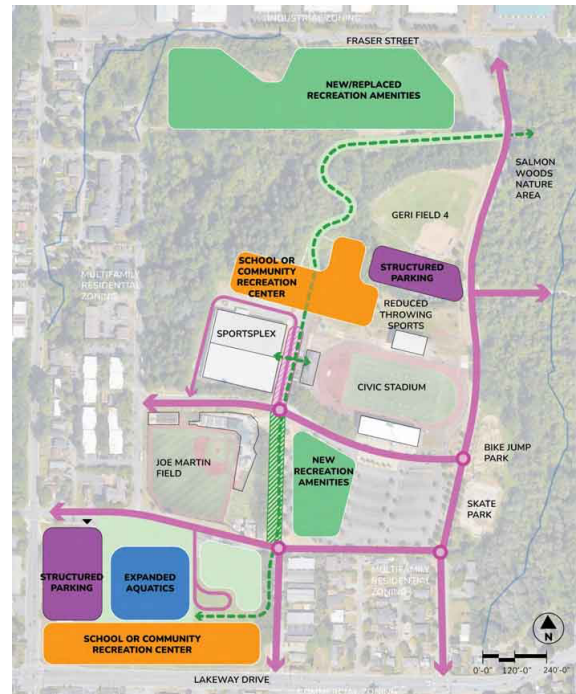 INDUSTRIAL ZONING
FRASER STREET
NEW/REPLACED
RECREATION AMENITIES
SALMON
WOODS
NATURE
AREA
GERI FIELD 4
MULTIFAMILY
RESIDENTIAL
ZONING
SCHOOL OR
COMMUNITY
RECREATION
CENTER
STRUCTURED
PARKING
REDUCED
THROWING
SPORTS
SPORTSPLEX
CIVIC STADIUM
JOE MARTIN
FIELD
NEW
RECREATION
AMENITIES
BIKE JUMP
PARK
SKATE
PARK
STRUCTURED
PARKING
EXPANDED
AQUATICS
MULTIFAMILY
RESIDENTIAL
ZONING
SCHOOL OR COMMUNITY
RECREATION CENTER
N
0'-0" 120'-0" 240'-0"
LAKEWAY DRIVE
COMMERCIAL ZONING